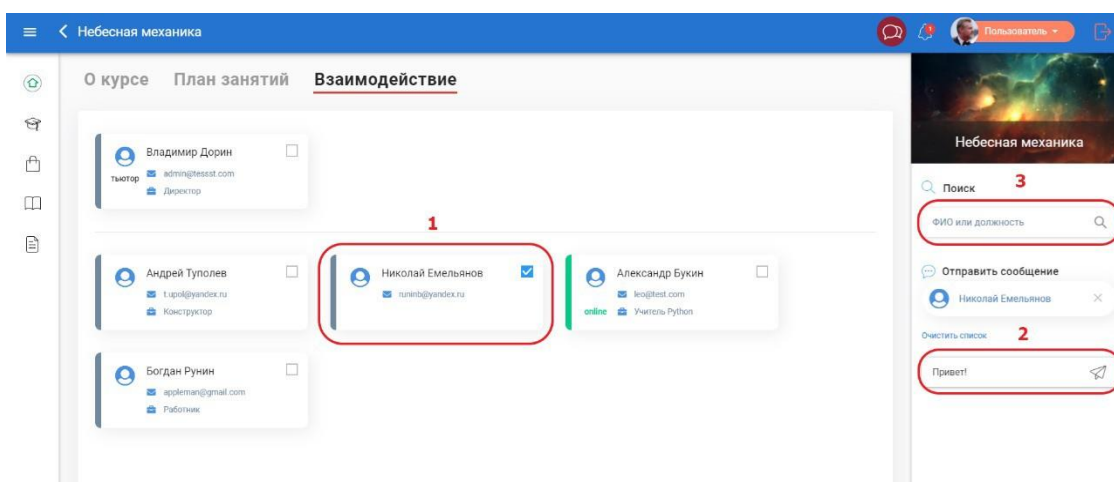 Небесная механика
Пользователь
О курсе План занятий Взаимодействие
Владимир Дорин
тьютор
admin@tessst.com
Директор
1
Андрей Туполев
t.upol@yandex.ru
Конструктор
Николай Емельянов
runinb@yandex.ru
Александр Букин
leo@test.com
online
Учитель Python
Богдан Рунин
appleman@gmail.com
Работник
Небесная механика
Поиск
3
ФИО или должность
Отправить сообщение
Николай Емельянов
Очистить список
2
Привет!